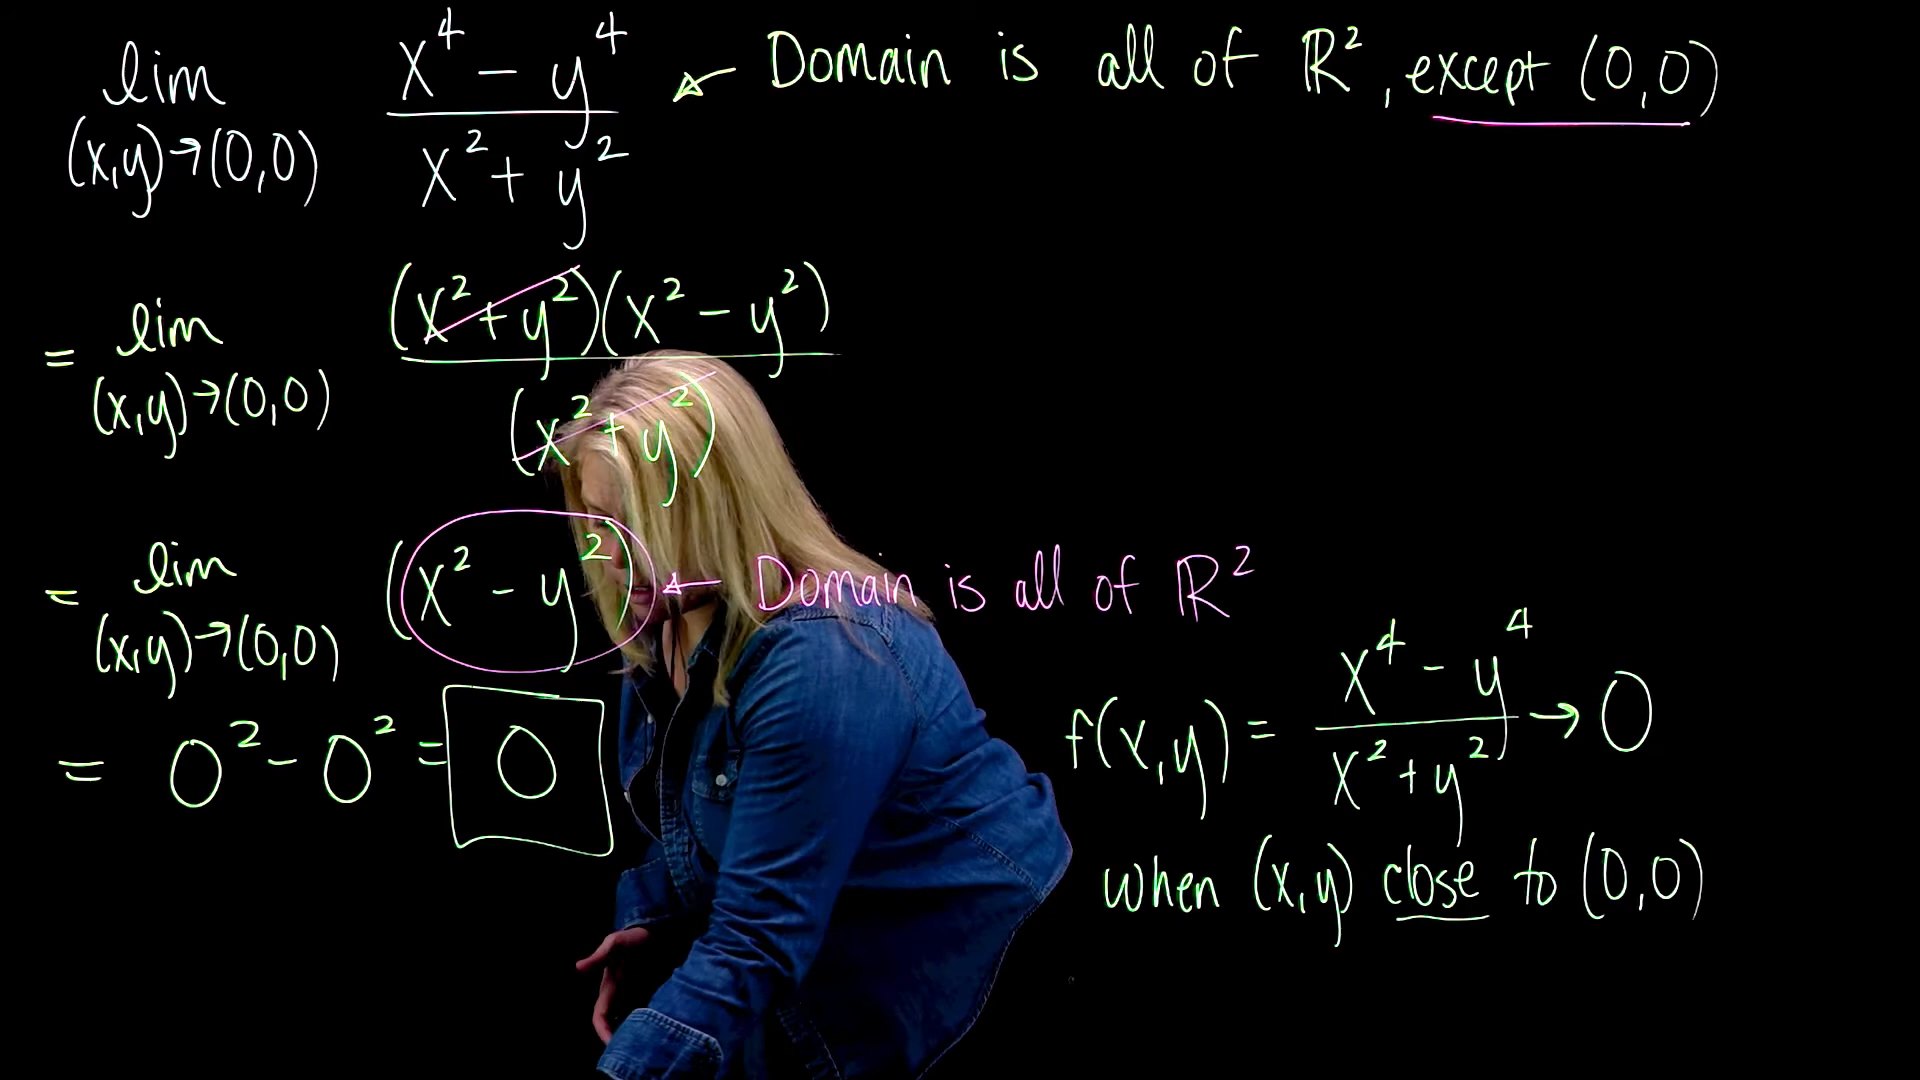 lim (x,y)→(0,0) x⁴ - y⁴ / x² + y² ← Domain is all of ℝ², except (0,0)
= lim (x,y)→(0,0) (x² + y²)(x² - y²) / (x² + y²)
= lim (x,y)→(0,0) (x² - y²) ← Domain is all of ℝ²
= 0² - 0² = 0
f(x,y) = x⁴ - y⁴ / x² + y² → 0
when (x,y) close to (0,0)